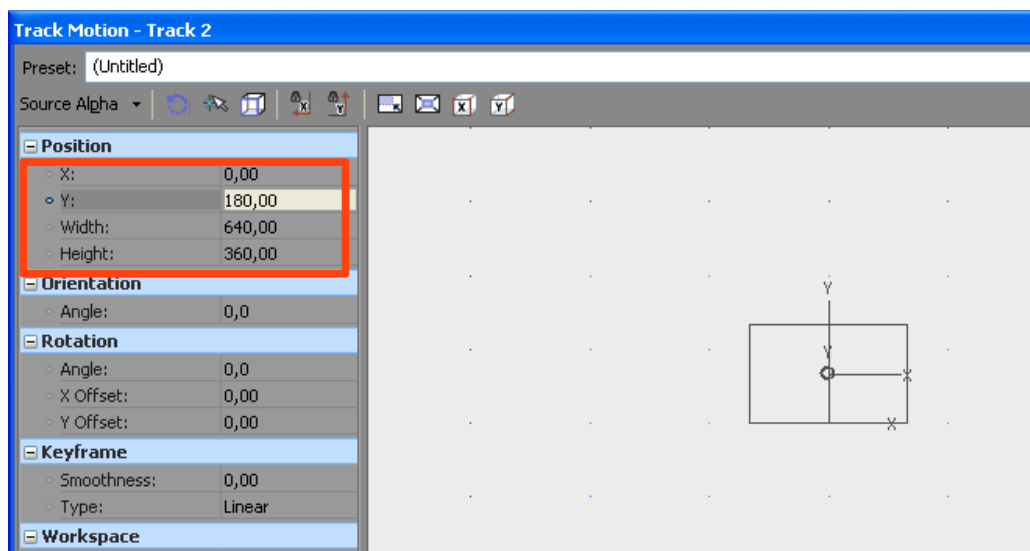 Track Motion - Track 2
Preset: (Untitled)
Source Alpha
Position
X: 0,00
Y: 180,00
Width: 640,00
Height: 360,00
Orientation
Angle: 0,0
Rotation
Angle: 0,0
X Offset: 0,00
Y Offset: 0,00
Keyframe
Smoothness: 0,00
Type: Linear
Workspace
Y
Y
X
X